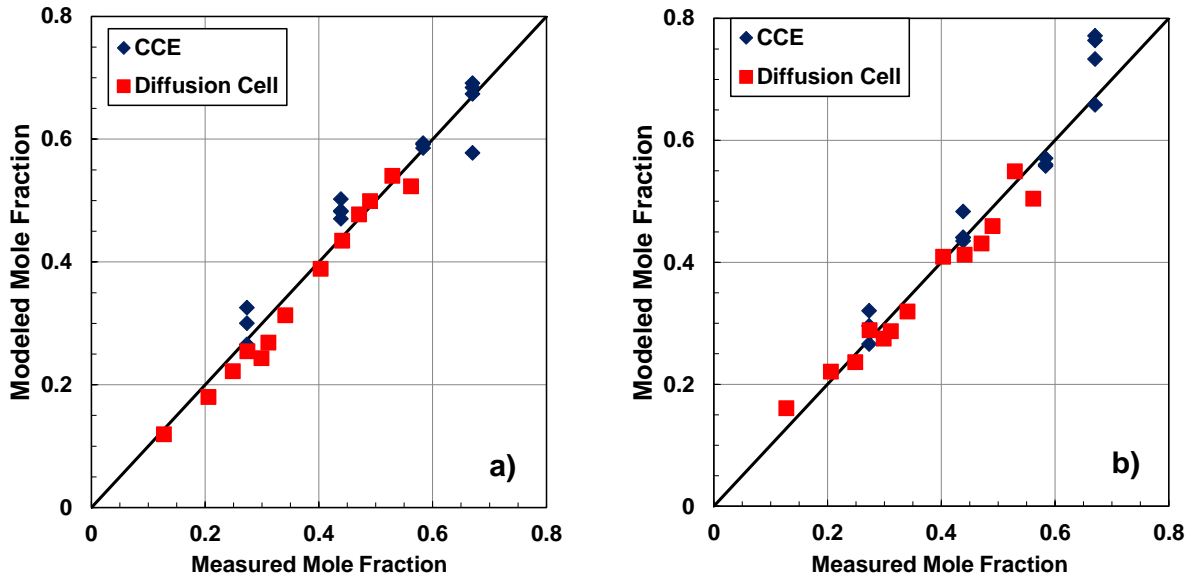 0.8
0.6
0.4
0.2
0
Modeled Mole Fraction
CCE
Diffusion Cell
a)
0 0.2 0.4 0.6 0.8
Measured Mole Fraction
0.8
0.6
0.4
0.2
0
Modeled Mole Fraction
CCE
Diffusion Cell
b)
0 0.2 0.4 0.6 0.8
Measured Mole Fraction